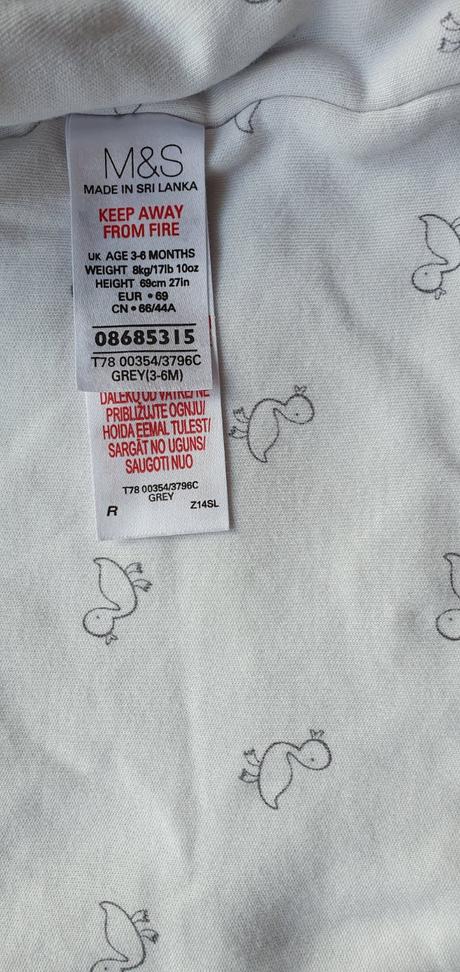 M&S
MADE IN SRI LANKA
KEEP AWAY
FROM FIRE
UK AGE 3-6 MONTHS
WEIGHT 8kg/17lb 10oz
HEIGHT 69cm 27in
EUR • 69
CN • 66/44A
08685315
T78 00354/3796C
GREY(3-6M)
DALEKO OD VATRE/ NE
PRIBLIŽUJTE OGNJU/
HOIDA EEMAL TULEST/
SARGĀT NO UGUNS/
SAUGOTI NUO
T78 00354/3796C
GREY
R Z14SL